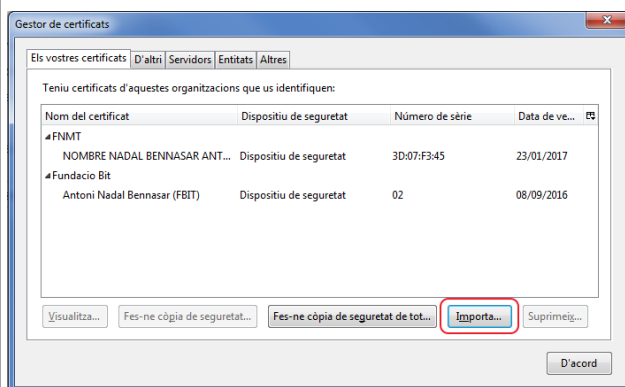 Gestor de certificats
Els vostres certificats D'altri Servidors Entitats Altres
Teniu certificats d'aquestes organitzacions que us identifiquen:
Nom del certificat Dispositiu de seguretat Número de sèrie Data de ve...
FNMT
NOMBRE NADAL BENNASAR ANT... Dispositiu de seguretat 3D:07:F3:45 23/01/2017
Fundacio Bit
Antoni Nadal Bennasar (FBIT) Dispositiu de seguretat 02 08/09/2016
Visualitza... Fes-ne còpia de seguretat... Fes-ne còpia de seguretat de tot... Importa... Suprimeix...
D'acord